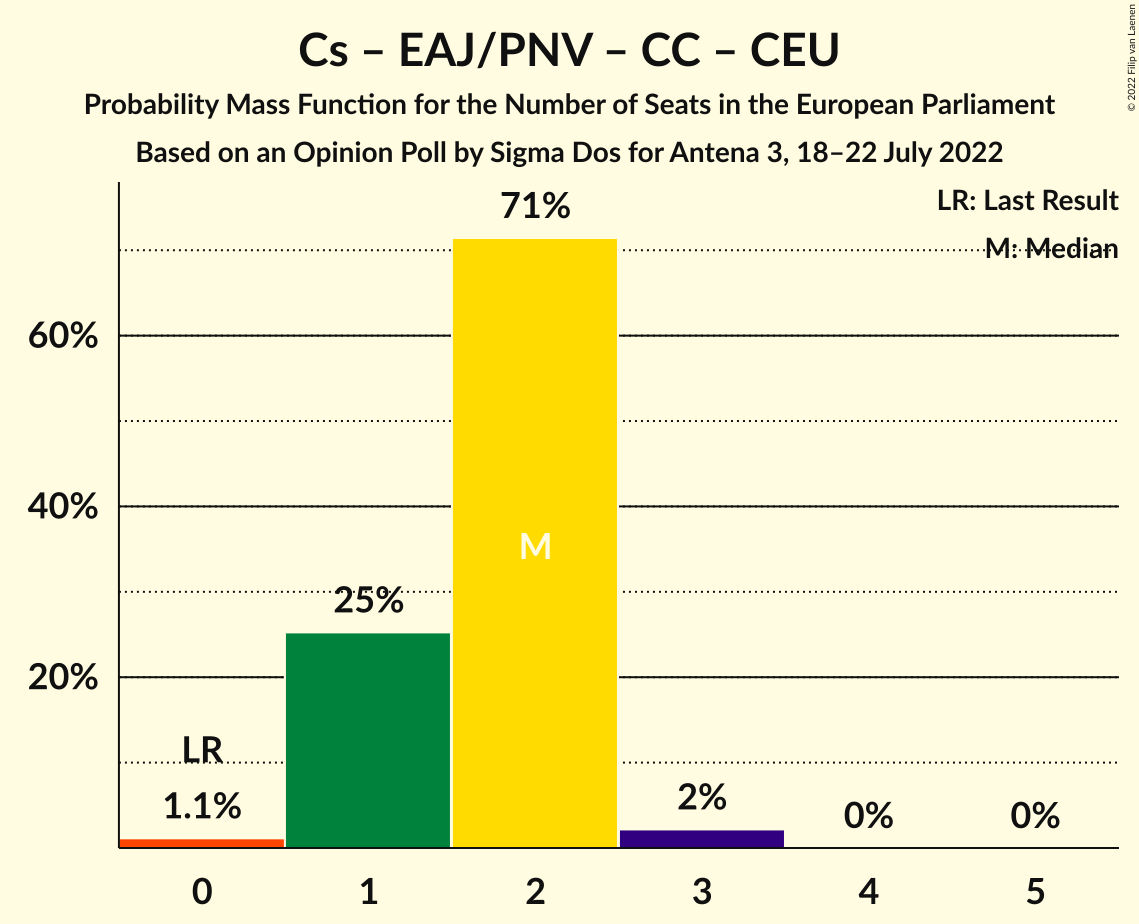 Cs – EAJ/PNV – CC – CEU
Probability Mass Function for the Number of Seats in the European Parliament
Based on an Opinion Poll by Sigma Dos for Antena 3, 18–22 July 2022
© 2022 Filip van Laenen
LR: Last Result
M: Median
71%
60%
40%
M
25%
20%
LR
1.1%
2%
0%
0%
0
1
2
3
4
5